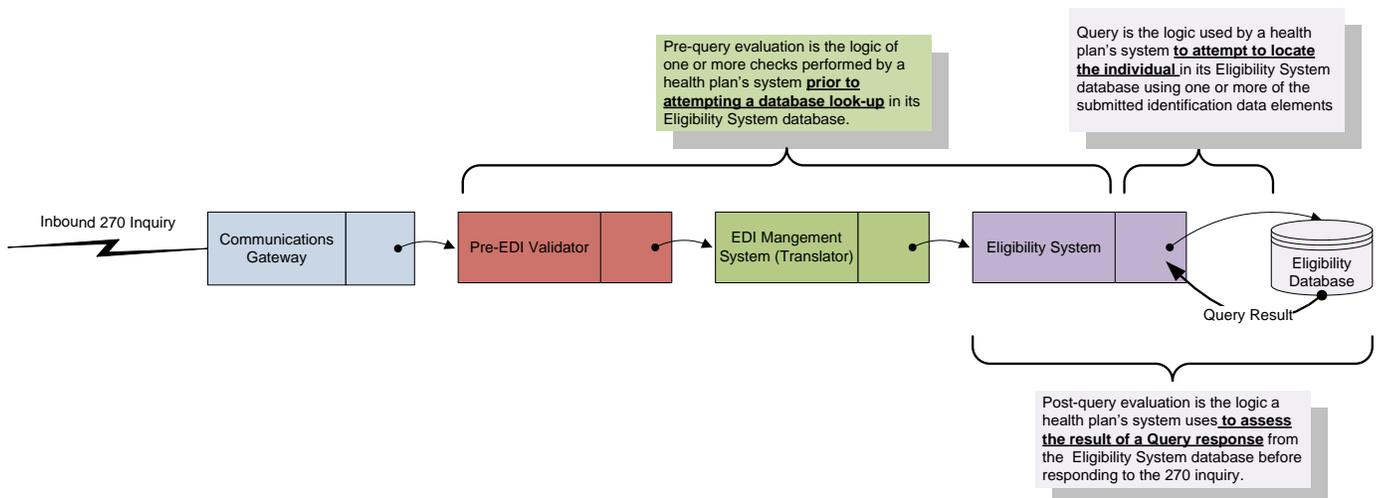 Pre-query evaluation is the logic of
one or more checks performed by a
health plan's system prior to
attempting a database look-up in its
Eligibility System database.
Query is the logic used by a health
plan's system to attempt to locate
the individual in its Eligibility System
database using one or more of the
submitted identification data elements
Inbound 270 Inquiry
Communications
Gateway
Pre-EDI Validator
EDI Mangement
System (Translator)
Eligibility System
Eligibility
Database
Query Result
Post-query evaluation is the logic a
health plan's system uses to assess
the result of a Query response from
the Eligibility System database before
responding to the 270 inquiry.